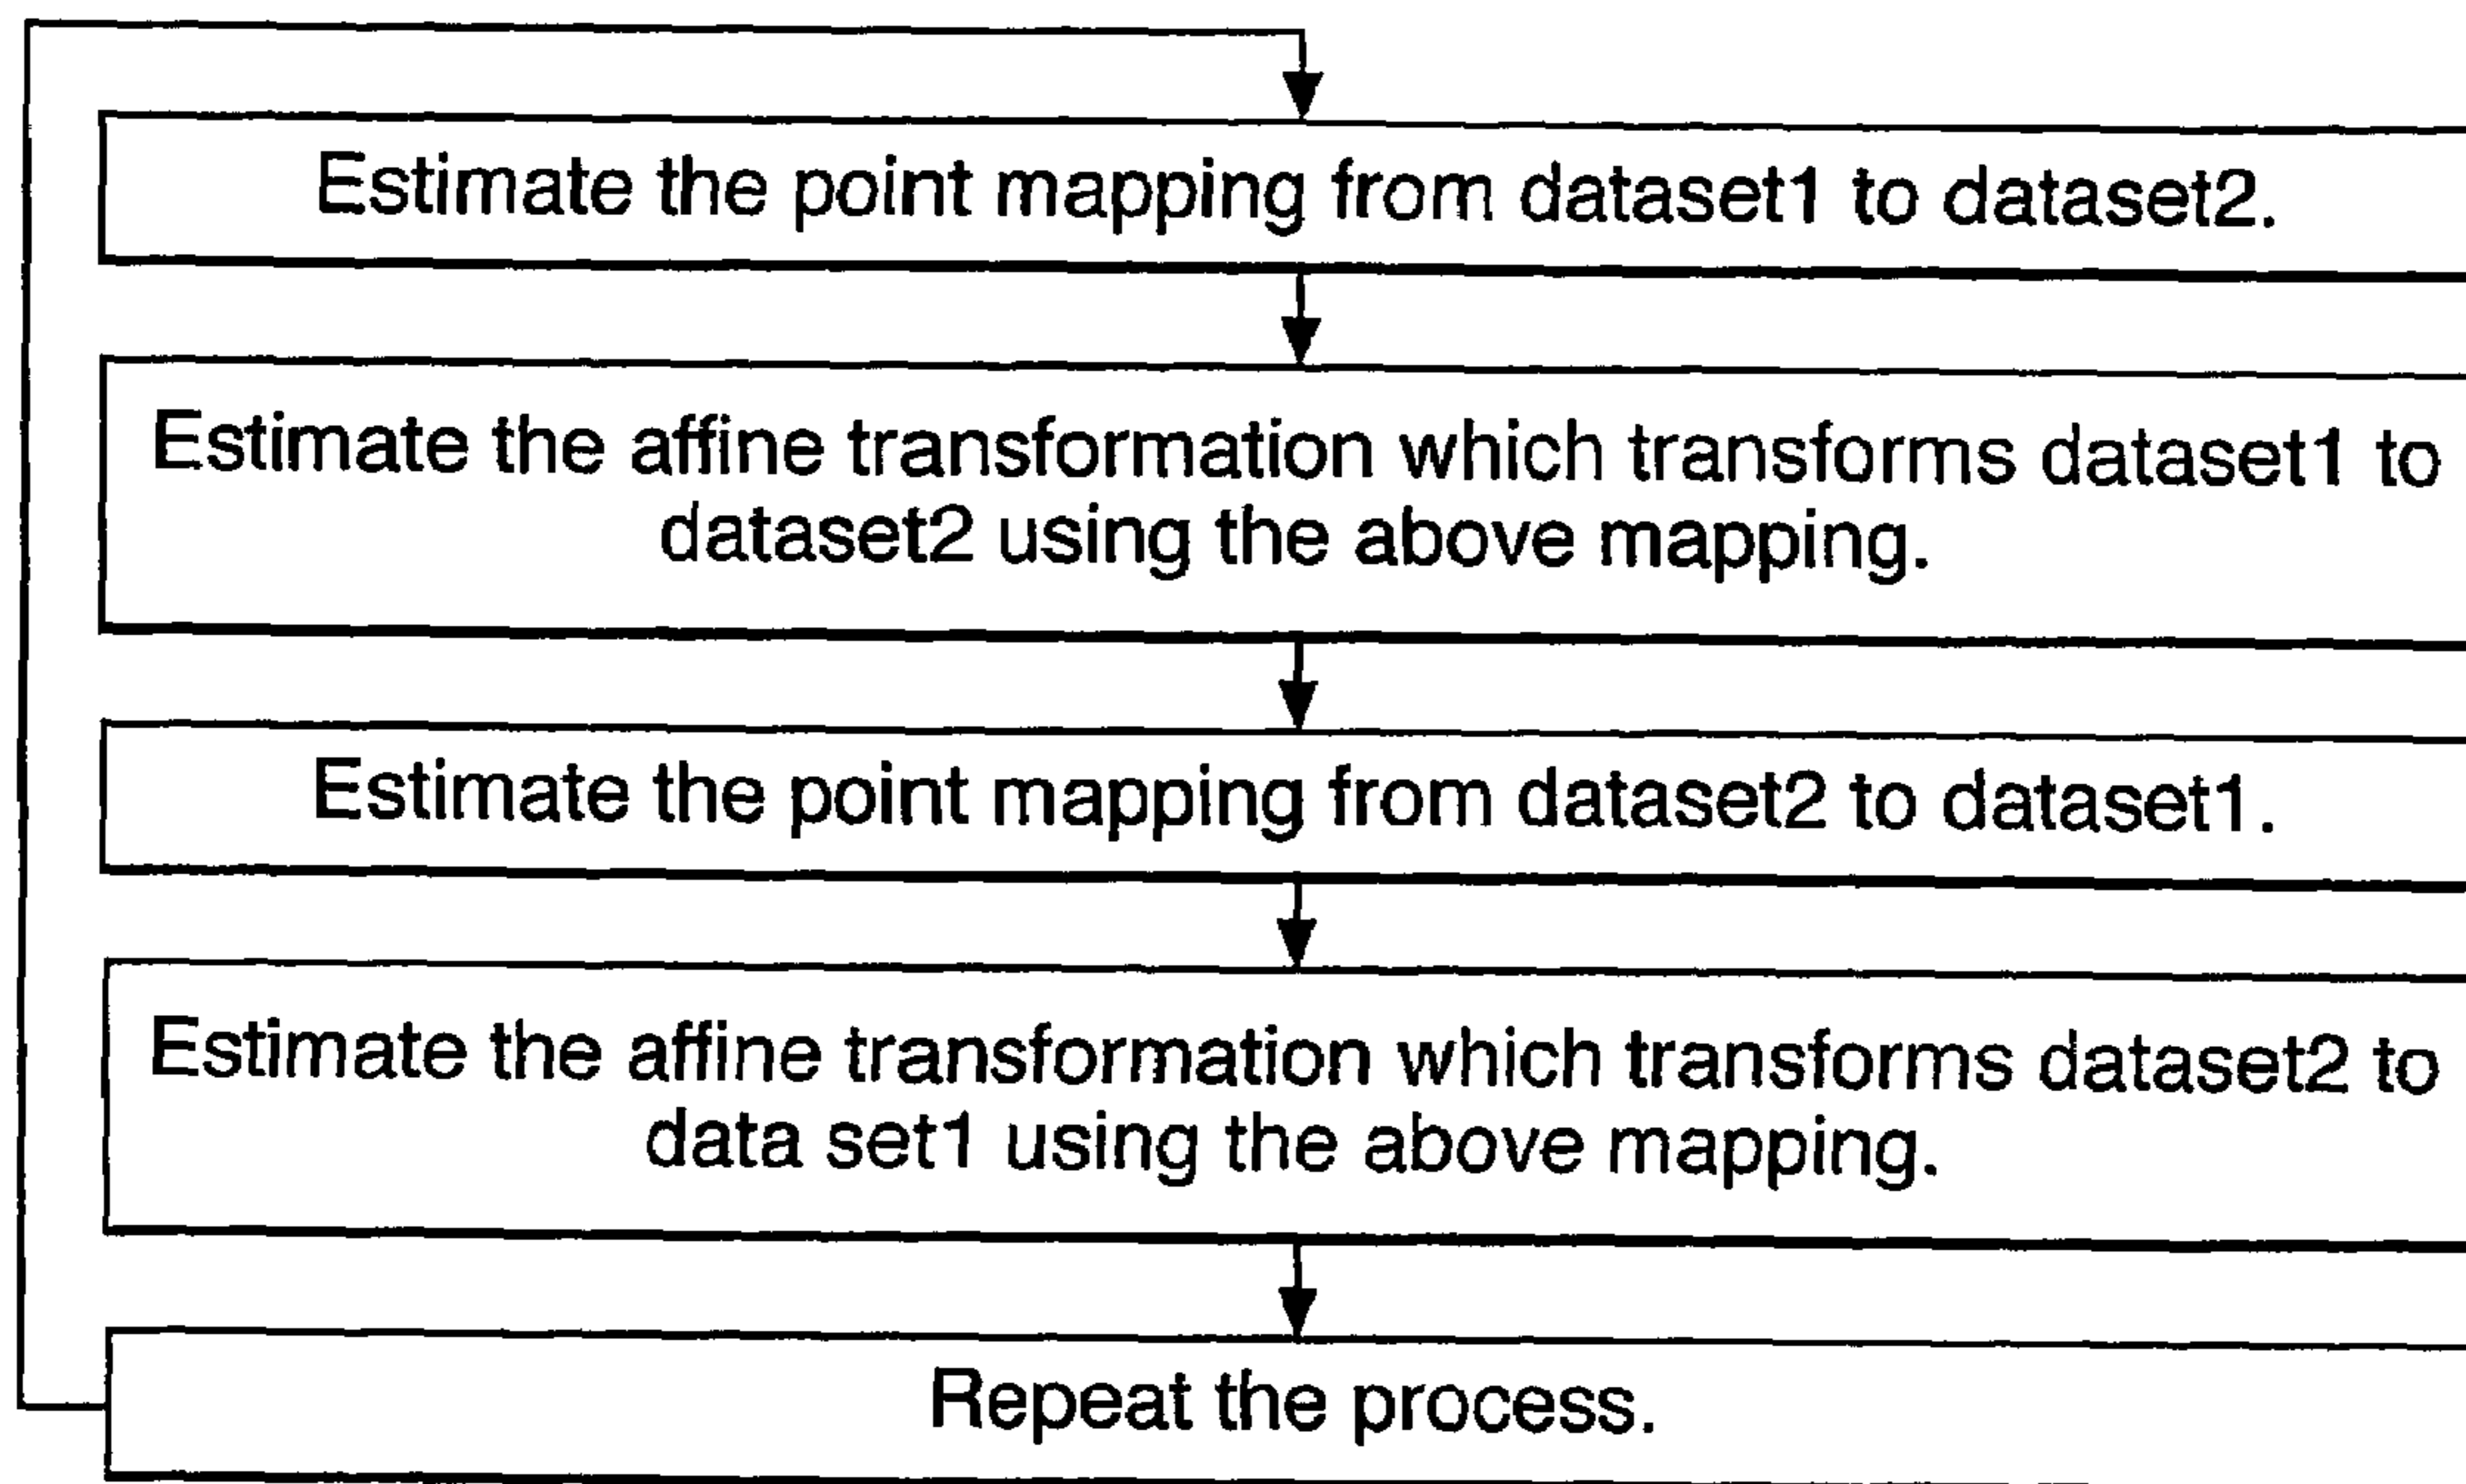 Estimate the point mapping from dataset1 to dataset2.
Estimate the affine transformation which transforms dataset1 to
dataset2 using the above mapping.
Estimate the point mapping from dataset2 to dataset1.
Estimate the affine transformation which transforms dataset2 to
data set1 using the above mapping.
Repeat the process.